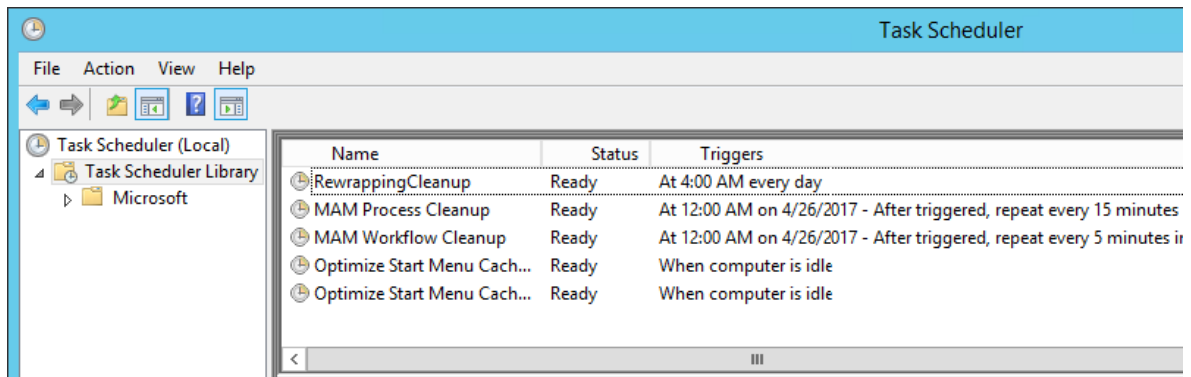 Task Scheduler
File Action View Help
Task Scheduler (Local)
Task Scheduler Library
Microsoft
Name Status Triggers
RewrappingCleanup Ready At 4:00 AM every day
MAM Process Cleanup Ready At 12:00 AM on 4/26/2017 - After triggered, repeat every 15 minutes
MAM Workflow Cleanup Ready At 12:00 AM on 4/26/2017 - After triggered, repeat every 5 minutes
Optimize Start Menu Cach... Ready When computer is idle
Optimize Start Menu Cach... Ready When computer is idle